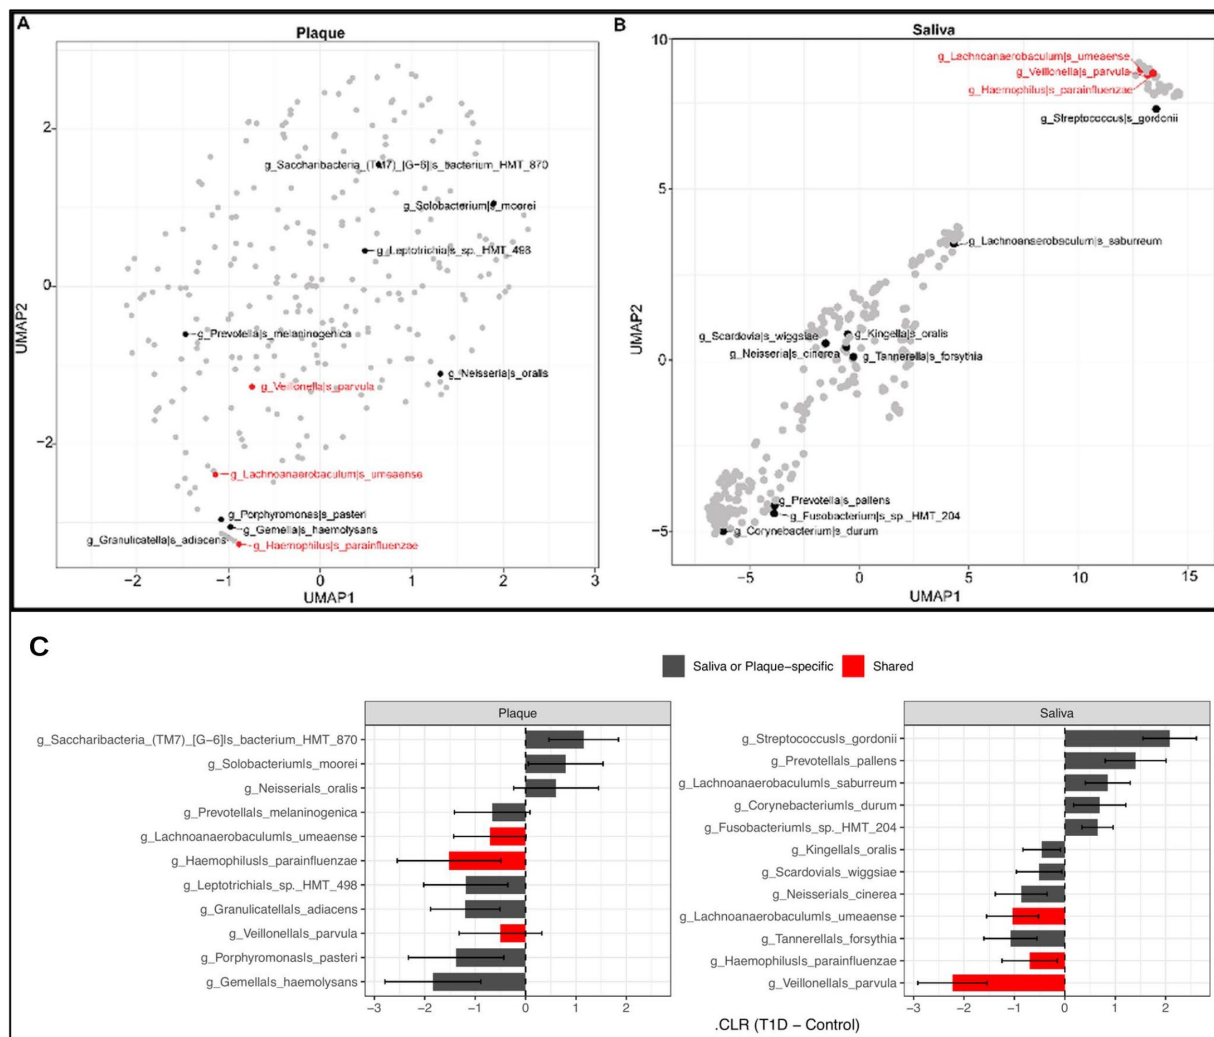 A
Plaque
2
0
−2
UMAP2
g_Saccharibacteria_(TM7)_[G-6]|s_bacterium_HMT_870
g_Solobacterium|s_moorei
g_Leptotrichia|s_sp._HMT_498
g_Prevotella|s_melaninogenica
g_Neisseria|s_oralis
g_Veillonella|s_parvula
g_Lachnoanaerobaculum|s_umeaense
g_Porphyromonas|s_pasteri
g_Gemella|s_haemolysans
g_Granulicatella|s_adiacens
g_Haemophilus|s_parainfluenzae
−2 −1 0 1 2 3
UMAP1
B
Saliva
10
5
0
−5
UMAP2
g_Lachnoanaerobaculum|s_umeaense
g_Veillonella|s_parvula
g_Haemophilus|s_parainfluenzae
g_Streptococcus|s_gordonii
g_Lachnoanaerobaculum|s_saburreum
g_Scardovia|s_wiggsiae
g_Kingella|s_oralis
g_Neisseria|s_cinerea
g_Tannerella|s_forsythia
g_Prevotella|s_pallens
g_Fusobacterium|s_sp._HMT_204
g_Corynebacterium|s_durum
−5 0 5 10 15
UMAP1
C
Saliva or Plaque−specific
Shared
Plaque
g_Saccharibacteria_(TM7)_[G−6]|s_bacterium_HMT_870
g_Solobacterium|s_moorei
g_Neisseria|s_oralis
g_Prevotella|s_melaninogenica
g_Lachnoanaerobaculum|s_umeaense
g_Haemophilus|s_parainfluenzae
g_Leptotrichia|s_sp._HMT_498
g_Granulicatella|s_adiacens
g_Veillonella|s_parvula
g_Porphyromonas|s_pasteri
g_Gemella|s_haemolysans
−3 −2 −1 0 1 2
Saliva
g_Streptococcus|s_gordonii
g_Prevotella|s_pallens
g_Lachnoanaerobaculum|s_saburreum
g_Corynebacterium|s_durum
g_Fusobacterium|s_sp._HMT_204
g_Kingella|s_oralis
g_Scardovia|s_wiggsiae
g_Neisseria|s_cinerea
g_Lachnoanaerobaculum|s_umeaense
g_Tannerella|s_forsythia
g_Haemophilus|s_parainfluenzae
g_Veillonella|s_parvula
−3 −2 −1 0 1 2
.CLR (T1D − Control)